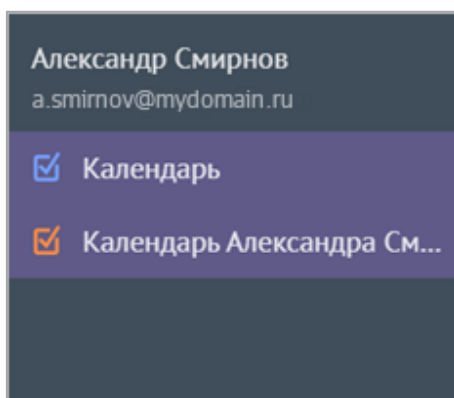 Александр Смирнов
a.smirnov@mydomain.ru
Календарь
Календарь Александра См...